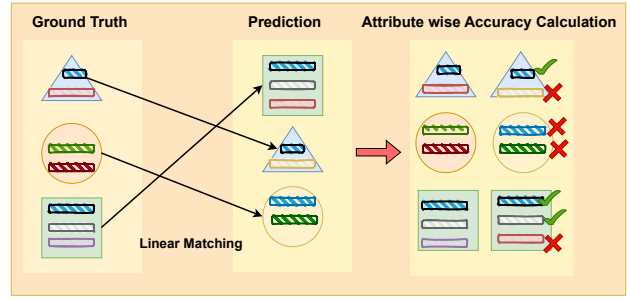 Ground Truth
Prediction
Attribute wise Accuracy Calculation
Linear Matching